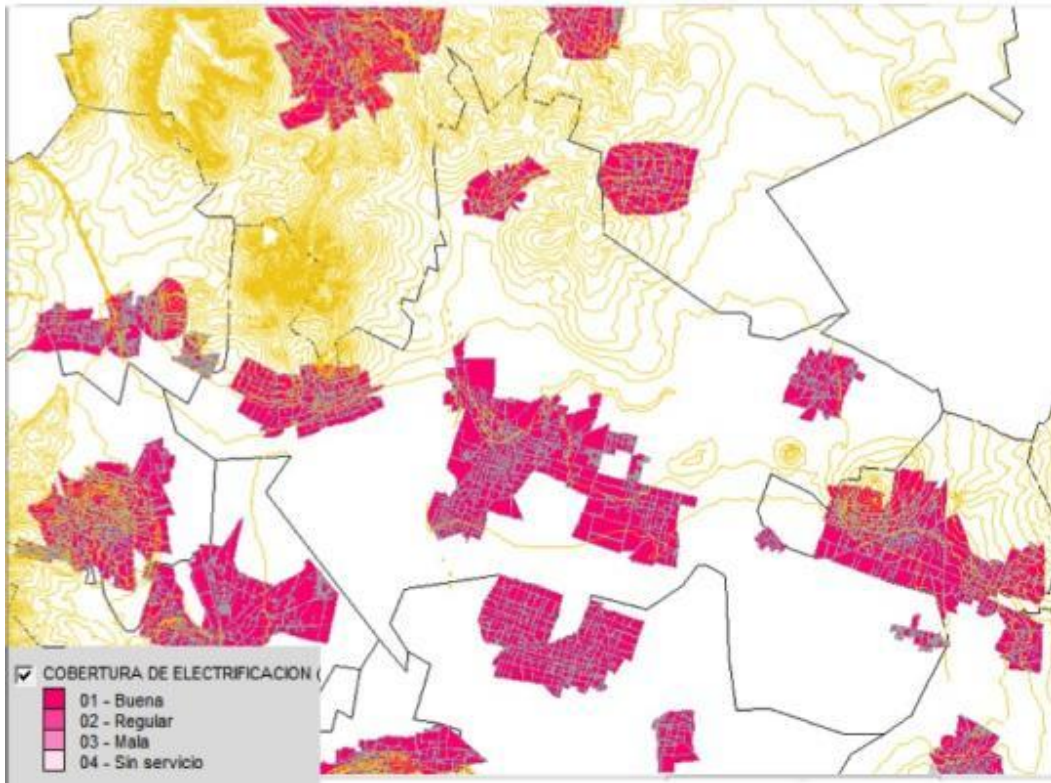 COBERTURA DE ELECTRIFICACION (
01 - Buena
02 - Regular
03 - Mala
04 - Sin servicio